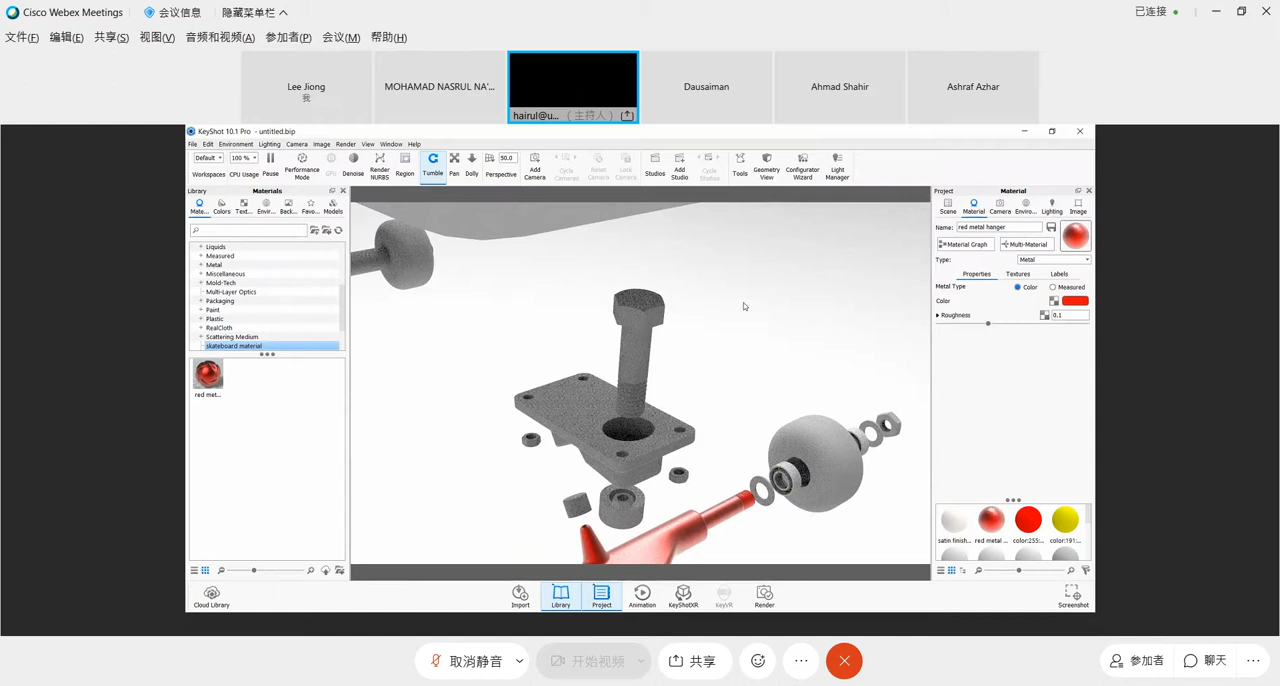 Cisco Webex Meetings 会议信息 隐藏菜单栏 已连接
文件(F) 编辑(E) 共享(S) 视图(V) 音频和视频(A) 参加者(P) 会议(M) 帮助(H)
Lee Jiong
我
MOHAMAD NASRUL NA'...
hairul@u... （主持人）
Dausaiman
Ahmad Shahir
Ashraf Azhar
KeyShot 10.1 Pro - untitled.bip
File Edit Environment Lighting Camera Image Render View Window Help
Default 100 % 50.0
Workspaces CPU Usage Pause Performance Mode GPU Denoise Render NURBS Region Tumble Pan Dolly Perspective Add Camera Cycle Cameras Reset Camera Lock Camera Studios Add Studio Cycle Studios Tools Geometry View Configurator Wizard Light Manager
Library Materials
Mate... Colors Text... Envir... Back... Favo... Models
Liquids
Measured
Metal
Miscellaneous
Mold-Tech
Multi-Layer Optics
Packaging
Paint
Plastic
RealCloth
Scattering Medium
skateboard material
red met...
Project Material
Scene Material Camera Enviro... Lighting Image
Name: red metal hanger
Material Graph Multi-Material
Type: Metal
Properties Textures Labels
Metal Type Color Measured
Color
Roughness 0.1
satin finish... red metal ... color:255:... color:191:...
Cloud Library Import Library Project Animation KeyShotXR KeyVR Render Screenshot
取消静音 开始视频 共享 参加者 聊天